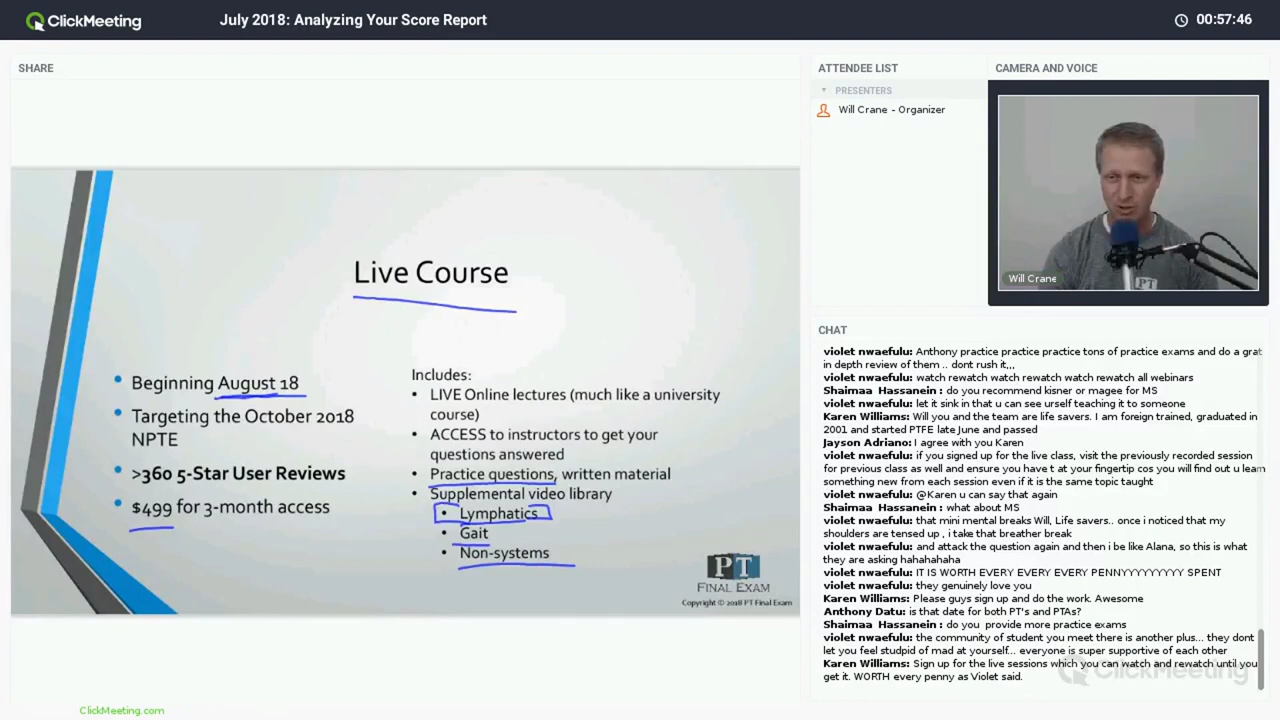 ClickMeeting
July 2018: Analyzing Your Score Report
00:57:46
SHARE
Live Course
Beginning August 18
Targeting the October 2018
NPTE
>360 5-Star User Reviews
$499 for 3-month access
Includes:
LIVE Online lectures (much like a university
course)
ACCESS to instructors to get your
questions answered
Practice questions, written material
Supplemental video library
Lymphatics
Gait
Non-systems
PT
FINAL EXAM
Copyright © 2018 PT Final Exam
ClickMeeting.com
ATTENDEE LIST
PRESENTERS
Will Crane - Organizer
CAMERA AND VOICE
PT
Will Crane
CHAT
violet nwaefulu: Anthony practice practice practice tons of practice exams and do a grat
in depth review of them .. dont rush it,,,
violet nwaefulu: watch rewatch watch rewatch watch rewatch all webinars
Shaimaa Hassanein : do you recommend kisner or magee for MS
violet nwaefulu: let it sink in that u can see urself teaching it to someone
Karen Williams: Will you and the team are life savers. I am foreign trained, graduated in
2001 and started PTFE late June and passed
Jayson Adriano: I agree with you Karen
violet nwaefulu: if you signed up for the live class, visit the previously recorded session
for previous class as well and ensure you have t at your fingertip cos you will find out u learn
something new from each session even if it is the same topic taught
violet nwaefulu: @Karen u can say that again
Shaimaa Hassanein : what about MS
violet nwaefulu: that mini mental breaks Will, Life savers.. once i noticed that my
shoulders are tensed up , i take that breather break
violet nwaefulu: and attack the question again and then i be like Alana, so this is what
they are asking hahahahaha
violet nwaefulu: IT IS WORTH EVERY EVERY EVERY PENNYYYYYYYYY SPENT
violet nwaefulu: they genuinely love you
Karen Williams: Please guys sign up and do the work. Awesome
Anthony Datu: is that date for both PT's and PTAs?
Shaimaa Hassanein : do you provide more practice exams
violet nwaefulu: the community of student you meet there is another plus... they dont
let you feel studpid of mad at yourself... everyone is super supportive of each other
Karen Williams: Sign up for the live sessions which you can watch and rewatch until you
get it. WORTH every penny as Violet said.
ClickMeeting